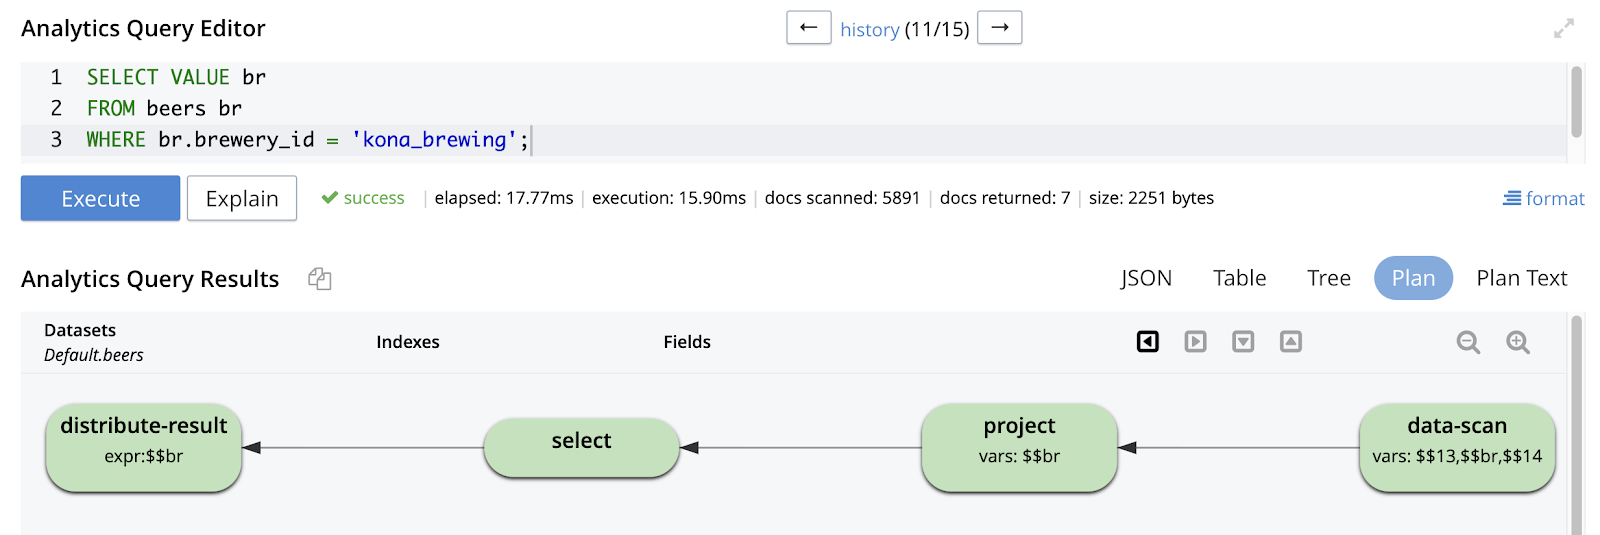 Analytics Query Editor
← history (11/15) →
1 SELECT VALUE br
2 FROM beers br
3 WHERE br.brewery_id = 'kona_brewing';
Execute Explain success | elapsed: 17.77ms | execution: 15.90ms | docs scanned: 5891 | docs returned: 7 | size: 2251 bytes format
Analytics Query Results JSON Table Tree Plan Plan Text
Datasets Indexes Fields
Default.beers
distribute-result select project data-scan
expr:$$br vars: $$br vars: $$13,$$br,$$14